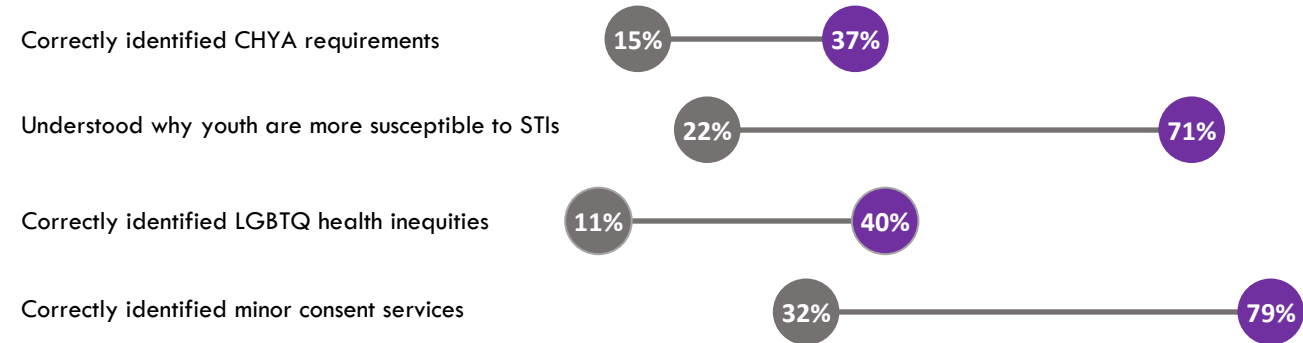 Correctly identified CHYA requirements 15% 37%
Understood why youth are more susceptible to STIs 22% 71%
Correctly identified LGBTQ health inequities 11% 40%
Correctly identified minor consent services 32% 79%